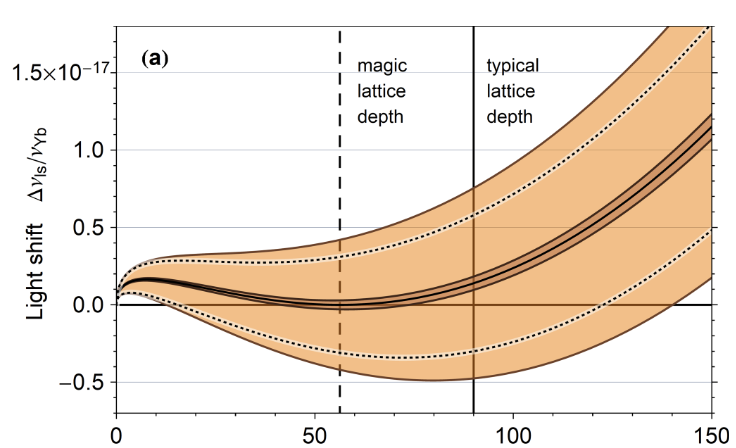 (a)
magic
lattice
depth
typical
lattice
depth
Light shift Δν_ls/ν_Yb
1.5×10⁻¹⁷
1.0
0.5
0.0
−0.5
0
50
100
150